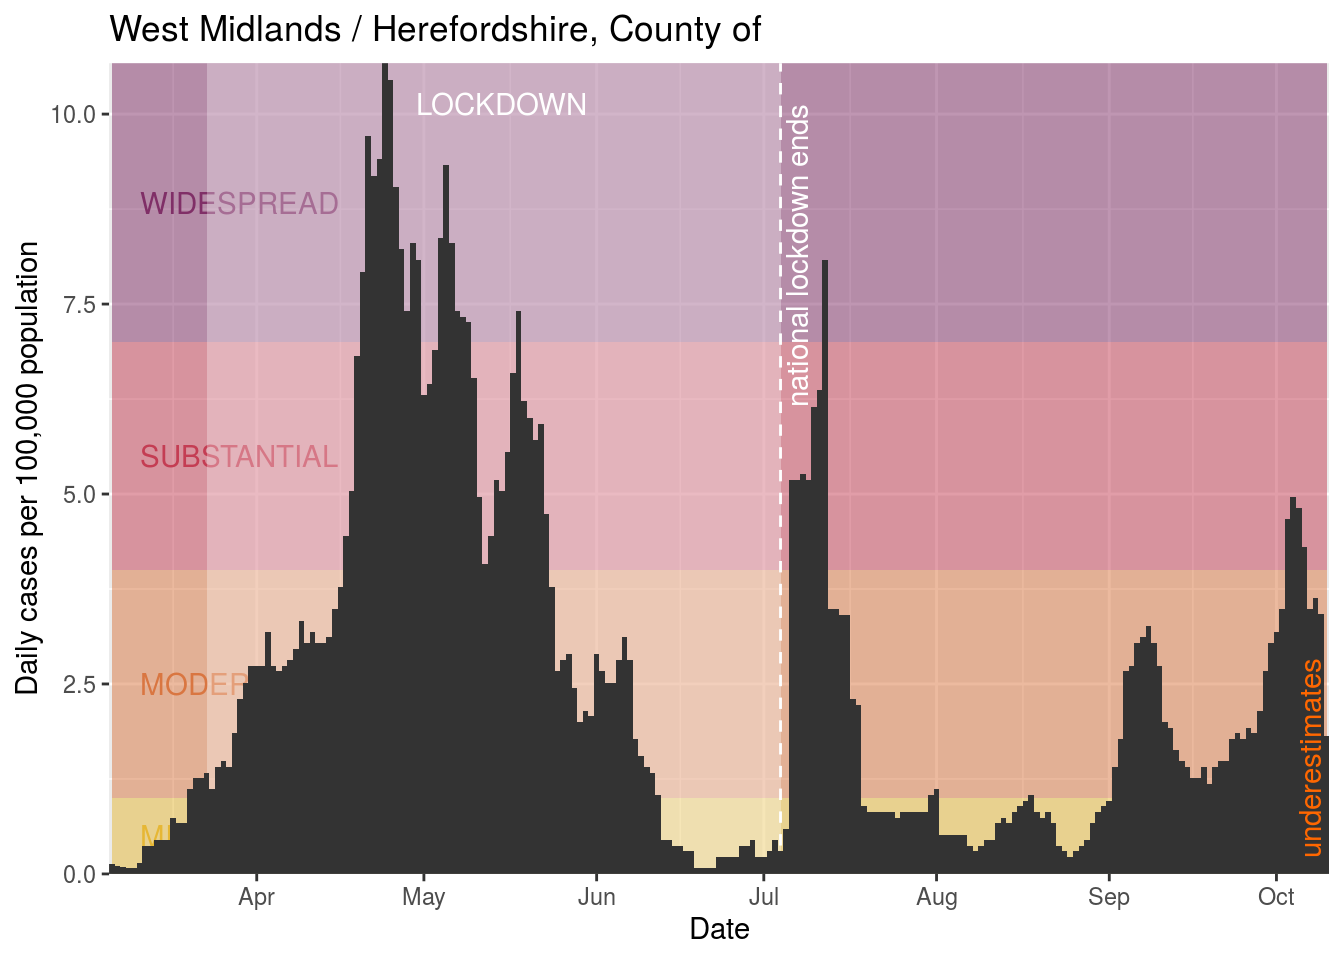 West Midlands / Herefordshire, County of
Daily cases per 100,000 population
10.0
7.5
5.0
2.5
0.0
LOCKDOWN
WIDESPREAD
SUBSTANTIAL
national lockdown ends
underestimates
Apr
May
Jun
Jul
Aug
Sep
Oct
Date